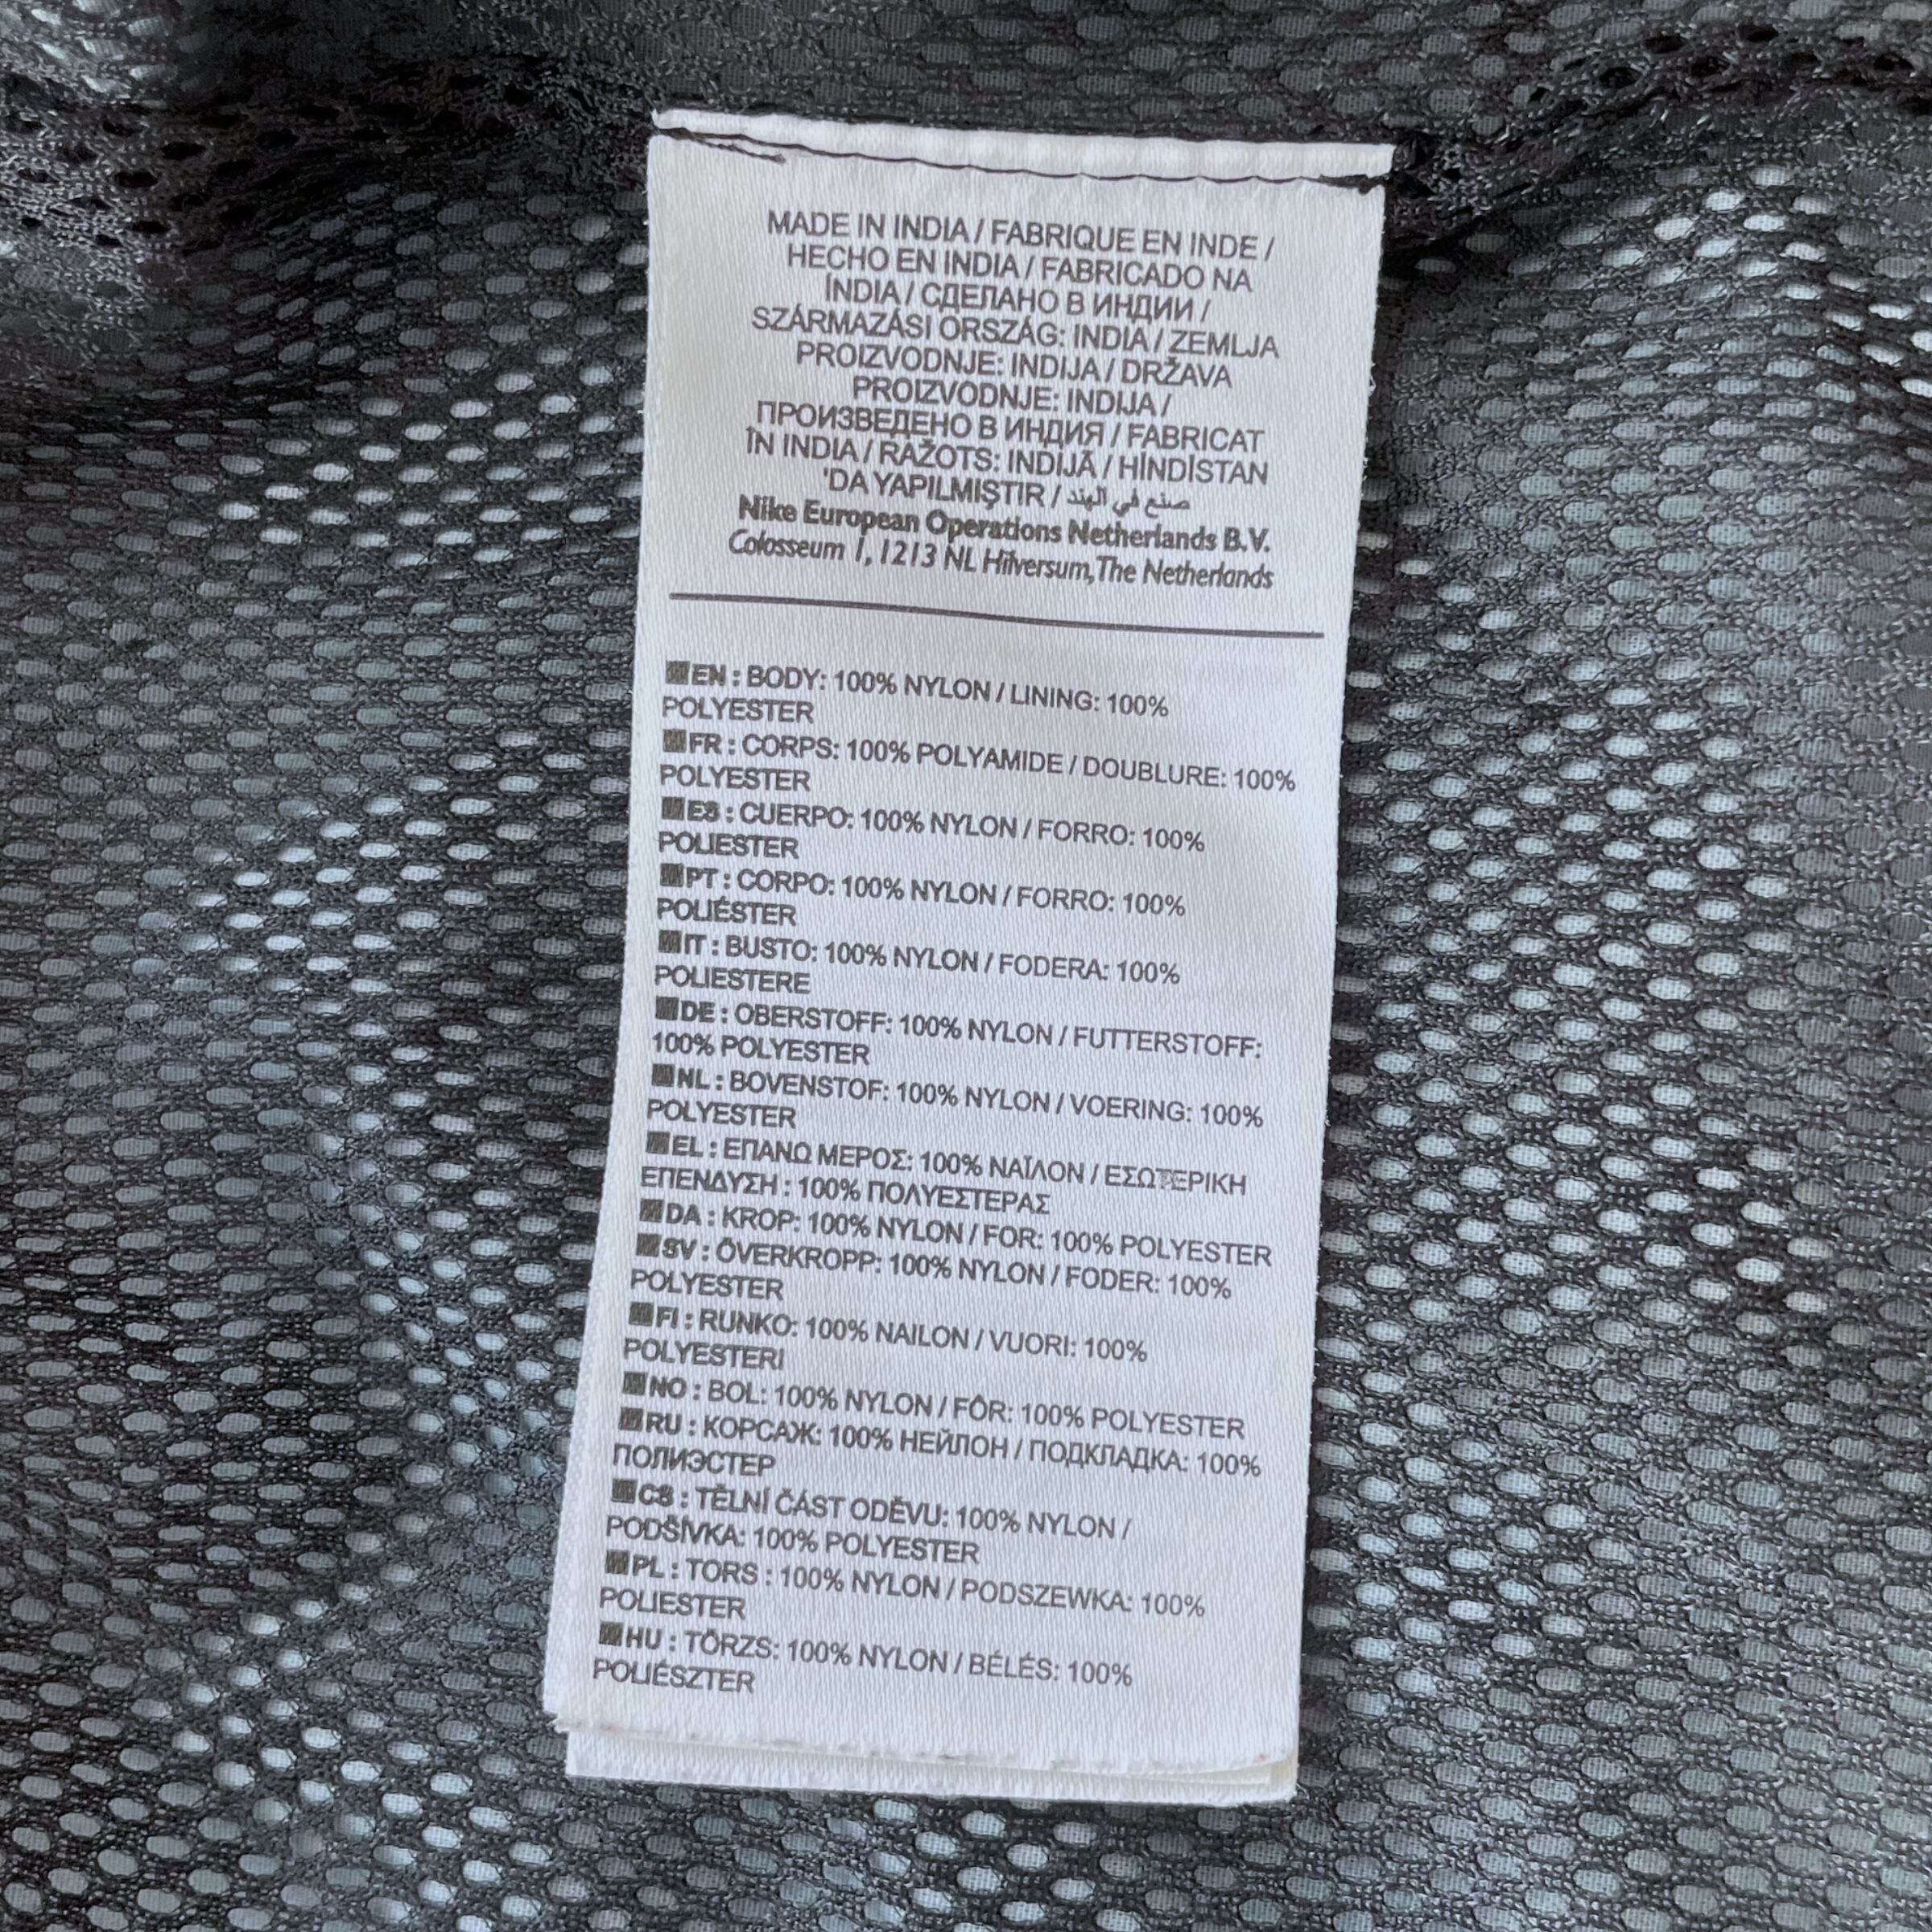 MADE IN INDIA / FABRIQUE EN INDE /
HECHO EN INDIA / FABRICADO NA
ÍNDIA / СДЕЛАНО В ИНДИИ /
SZÁRMAZÁSI ORSZÁG: INDIA / ZEMLJA
PROIZVODNJE: INDIJA / DRŽAVA
PROIZVODNJE: INDIJA /
ПРОИЗВЕДЕНО В ИНДИЯ / FABRICAT
ÎN INDIA / RAŽOTS: INDIJĀ / HİNDİSTAN
'DA YAPILMIŞTIR / صنع في الهند
Nike European Operations Netherlands B.V.
Colosseum 1, 1213 NL Hilversum, The Netherlands
EN : BODY: 100% NYLON / LINING: 100%
POLYESTER
FR : CORPS: 100% POLYAMIDE / DOUBLURE: 100%
POLYESTER
ES : CUERPO: 100% NYLON / FORRO: 100%
POLIESTER
PT : CORPO: 100% NYLON / FORRO: 100%
POLIÉSTER
IT : BUSTO: 100% NYLON / FODERA: 100%
POLIESTERE
DE : OBERSTOFF: 100% NYLON / FUTTERSTOFF:
100% POLYESTER
NL : BOVENSTOF: 100% NYLON / VOERING: 100%
POLYESTER
EL : ΕΠΑΝΩ ΜΕΡΟΣ: 100% ΝΑΪΛΟΝ / ΕΣΩΤΕΡΙΚΗ
ΕΠΕΝΔΥΣΗ : 100% ΠΟΛΥΕΣΤΕΡΑΣ
DA : KROP: 100% NYLON / FOR: 100% POLYESTER
SV : ÖVERKROPP: 100% NYLON / FODER: 100%
POLYESTER
FI : RUNKO: 100% NAILON / VUORI: 100%
POLYESTERI
NO : BOL: 100% NYLON / FÔR: 100% POLYESTER
RU : КОРСАЖ: 100% НЕЙЛОН / ПОДКЛАДКА: 100%
ПОЛИЭСТЕР
CS : TĚLNÍ ČÁST ODĚVU: 100% NYLON /
PODŠÍVKA: 100% POLYESTER
PL : TORS : 100% NYLON / PODSZEWKA: 100%
POLIESTER
HU : TÖRZS: 100% NYLON / BÉLÉS: 100%
POLIÉSZTER